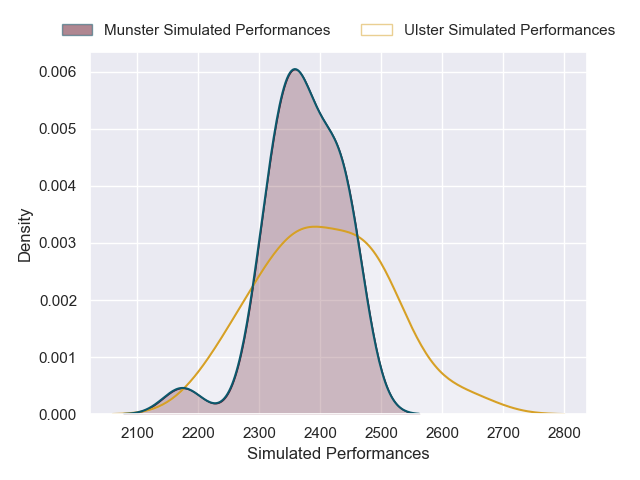 Munster Simulated Performances
Ulster Simulated Performances
0.006
0.005
0.004
0.003
0.002
0.001
0.000
Density
2100 2200 2300 2400 2500 2600 2700 2800
Simulated Performances